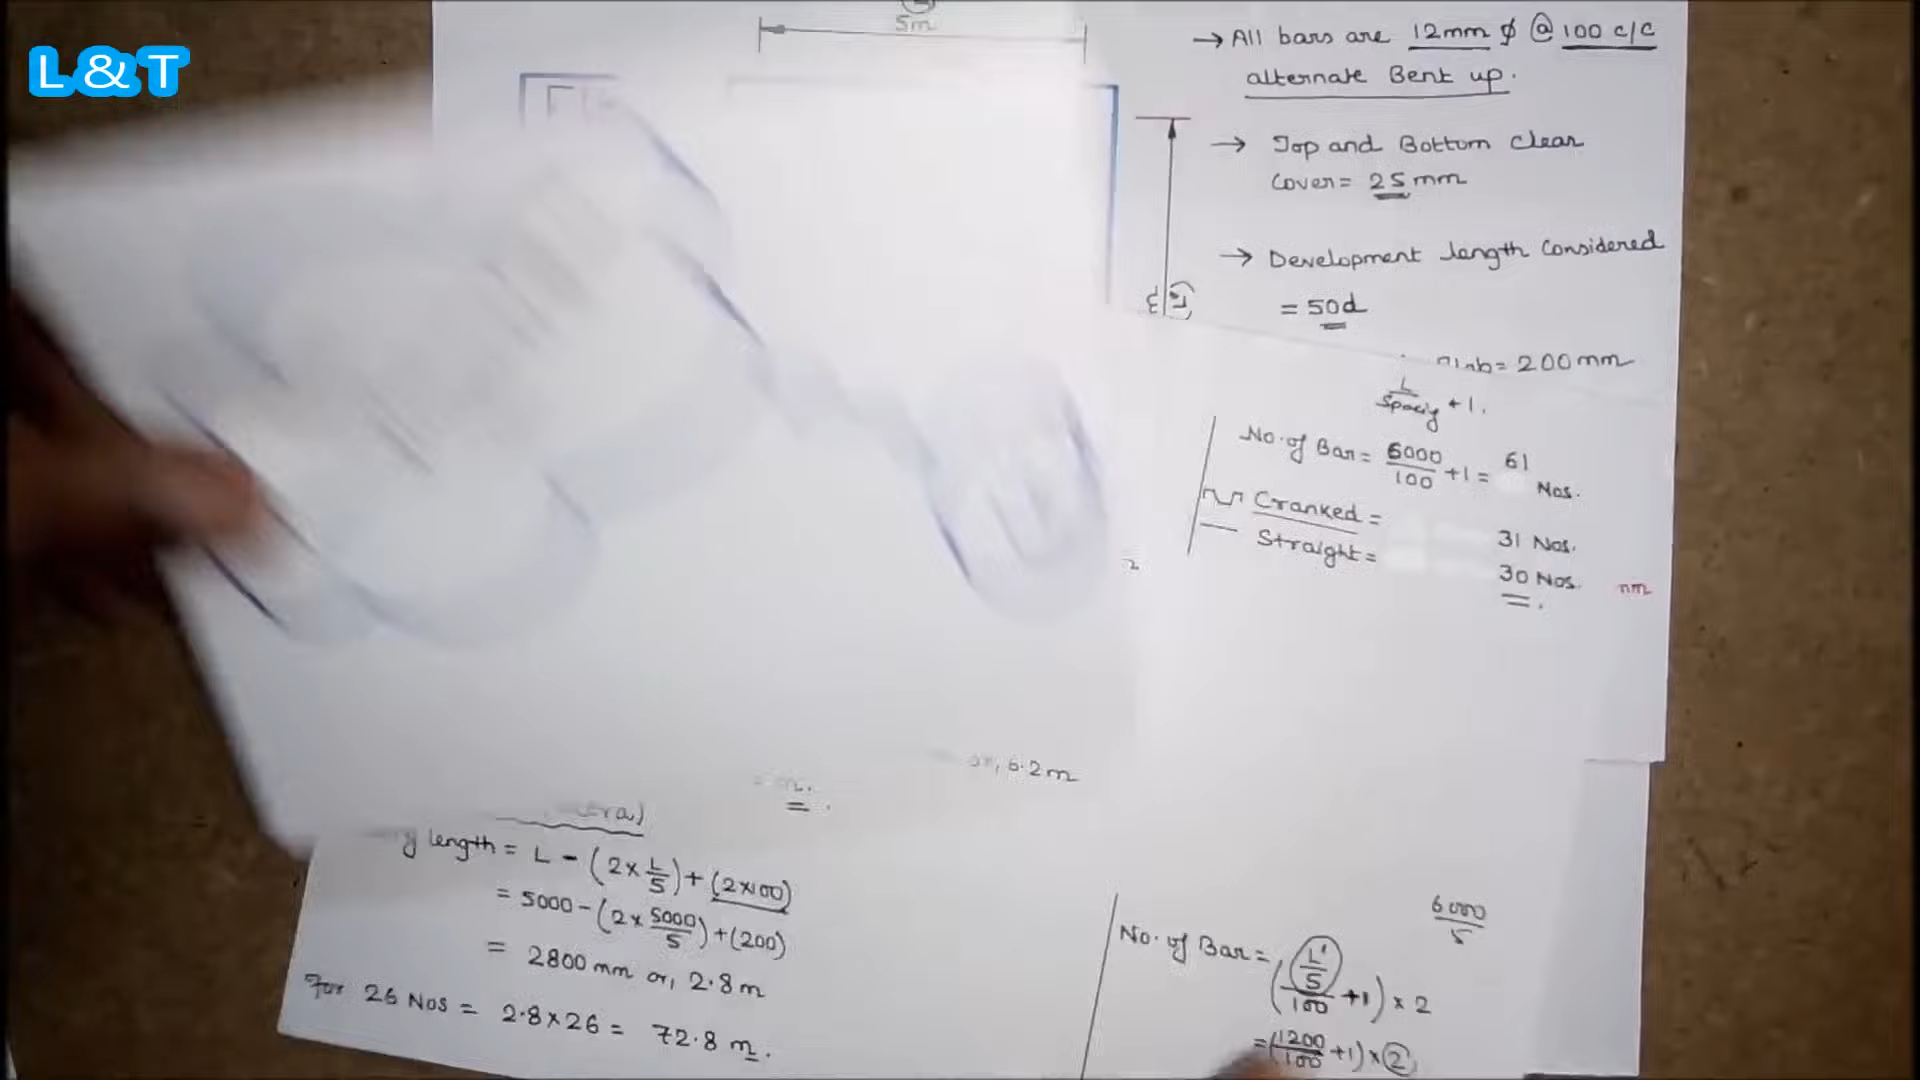 L&T
5m
→ All bars are 12mm ϕ @ 100 c/c
alternate Bent up.
→ Top and Bottom clear
cover = 25 mm
→ Development length considered
= 50d
= 200 mm
L/Spacing + 1.
No. of Bar = 6000/100 + 1 = 61 Nos.
Cranked = 31 Nos.
Straight = 30 Nos.
or, 6.2 m
length = L - (2 × L/5) + (2×100)
= 5000 - (2 × 5000/5) + (200)
= 2800 mm or, 2.8 m
For 26 Nos = 2.8 × 26 = 72.8 m.
6000/5
No. of Bar = ((L'/5)/100 + 1) × 2
= (1200/100 + 1) × 2